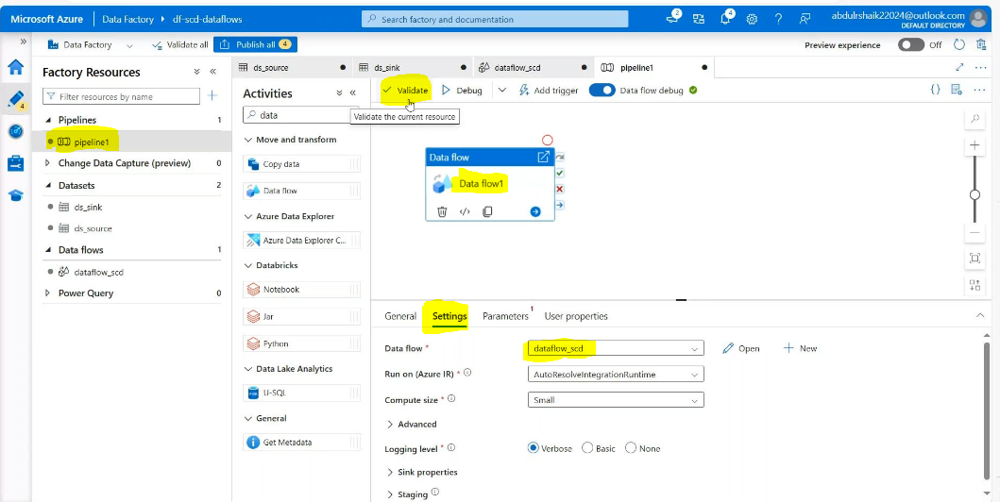 Microsoft Azure Data Factory df-scd-dataflows Search factory and documentation 2 4 abdulrshaik22024@outlook.com
DEFAULT DIRECTORY
Data Factory Validate all Publish all 4 Preview experience Off
4
Factory Resources
Filter resources by name
Pipelines 1
pipeline1
Change Data Capture (preview) 0
Datasets 2
ds_sink
ds_source
Data flows 1
dataflow_scd
Power Query 0
ds_source ds_sink dataflow_scd pipeline1
Activities
data
Move and transform
Copy data
Data flow
Azure Data Explorer
Azure Data Explorer C...
Databricks
Notebook
Jar
Python
Data Lake Analytics
U-SQL
General
Get Metadata
Validate Debug Add trigger Data flow debug
Validate the current resource
Data flow
Data flow1
General Settings Parameters 1 User properties
Data flow * dataflow_scd Open New
Run on (Azure IR) * AutoResolveIntegrationRuntime
Compute size * Small
Advanced
Logging level * Verbose Basic None
Sink properties
Staging